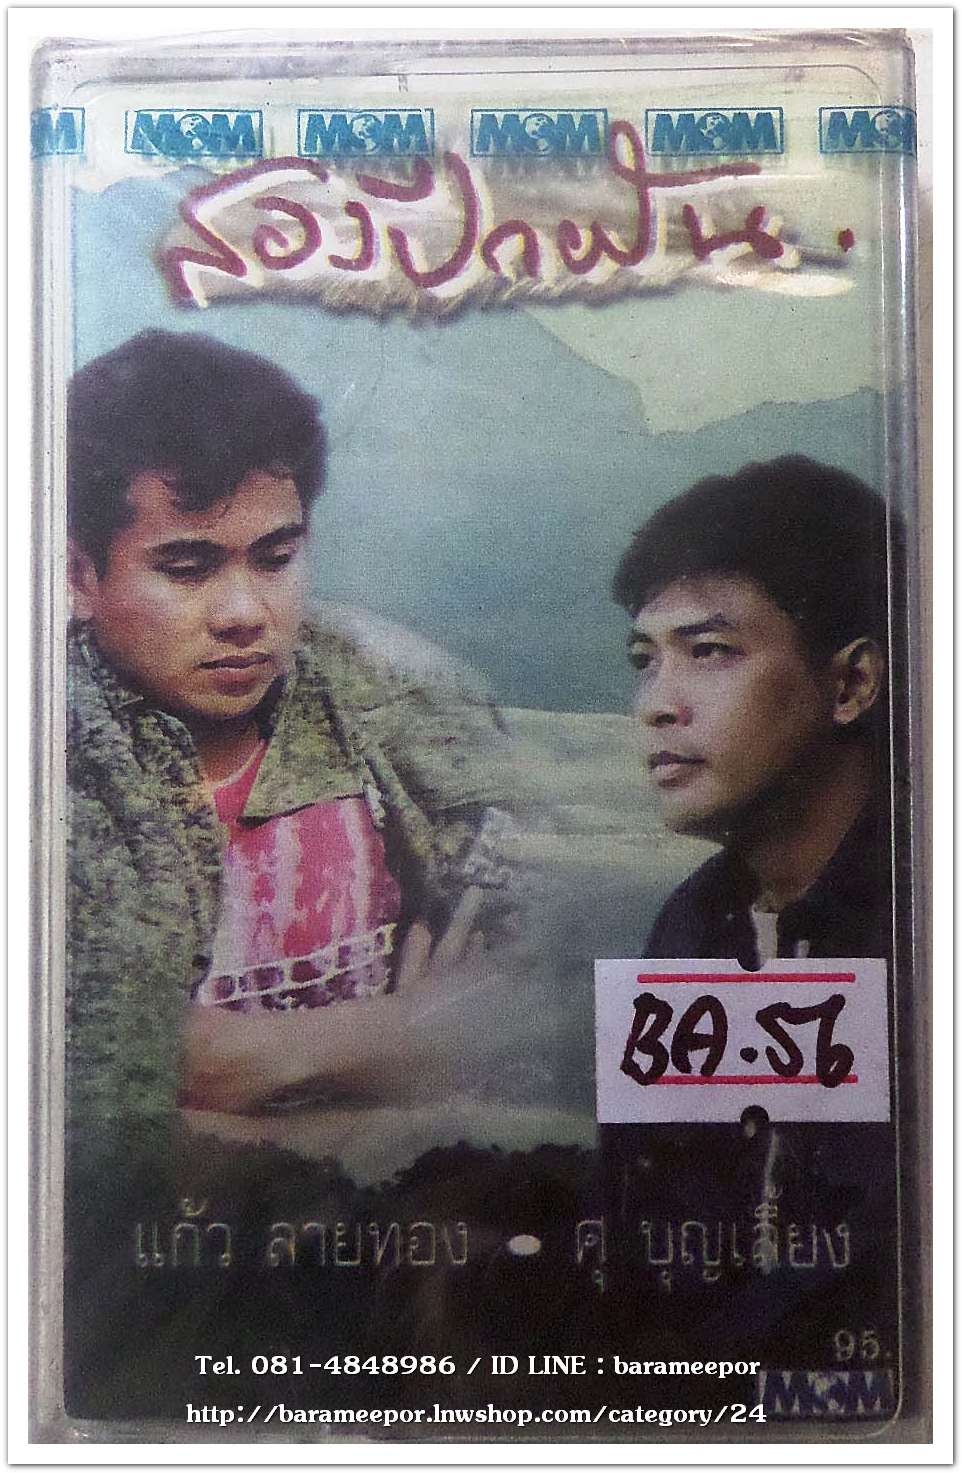 MGM MGM MGM MGM MGM MGM
สองปีกฝัน.
BA.56
แก้ว ลายทอง • ศุ บุญเลี้ยง
95.
Tel. 081-4848986 / ID LINE : barameepor
MGM
http://barameepor.lnwshop.com/category/24